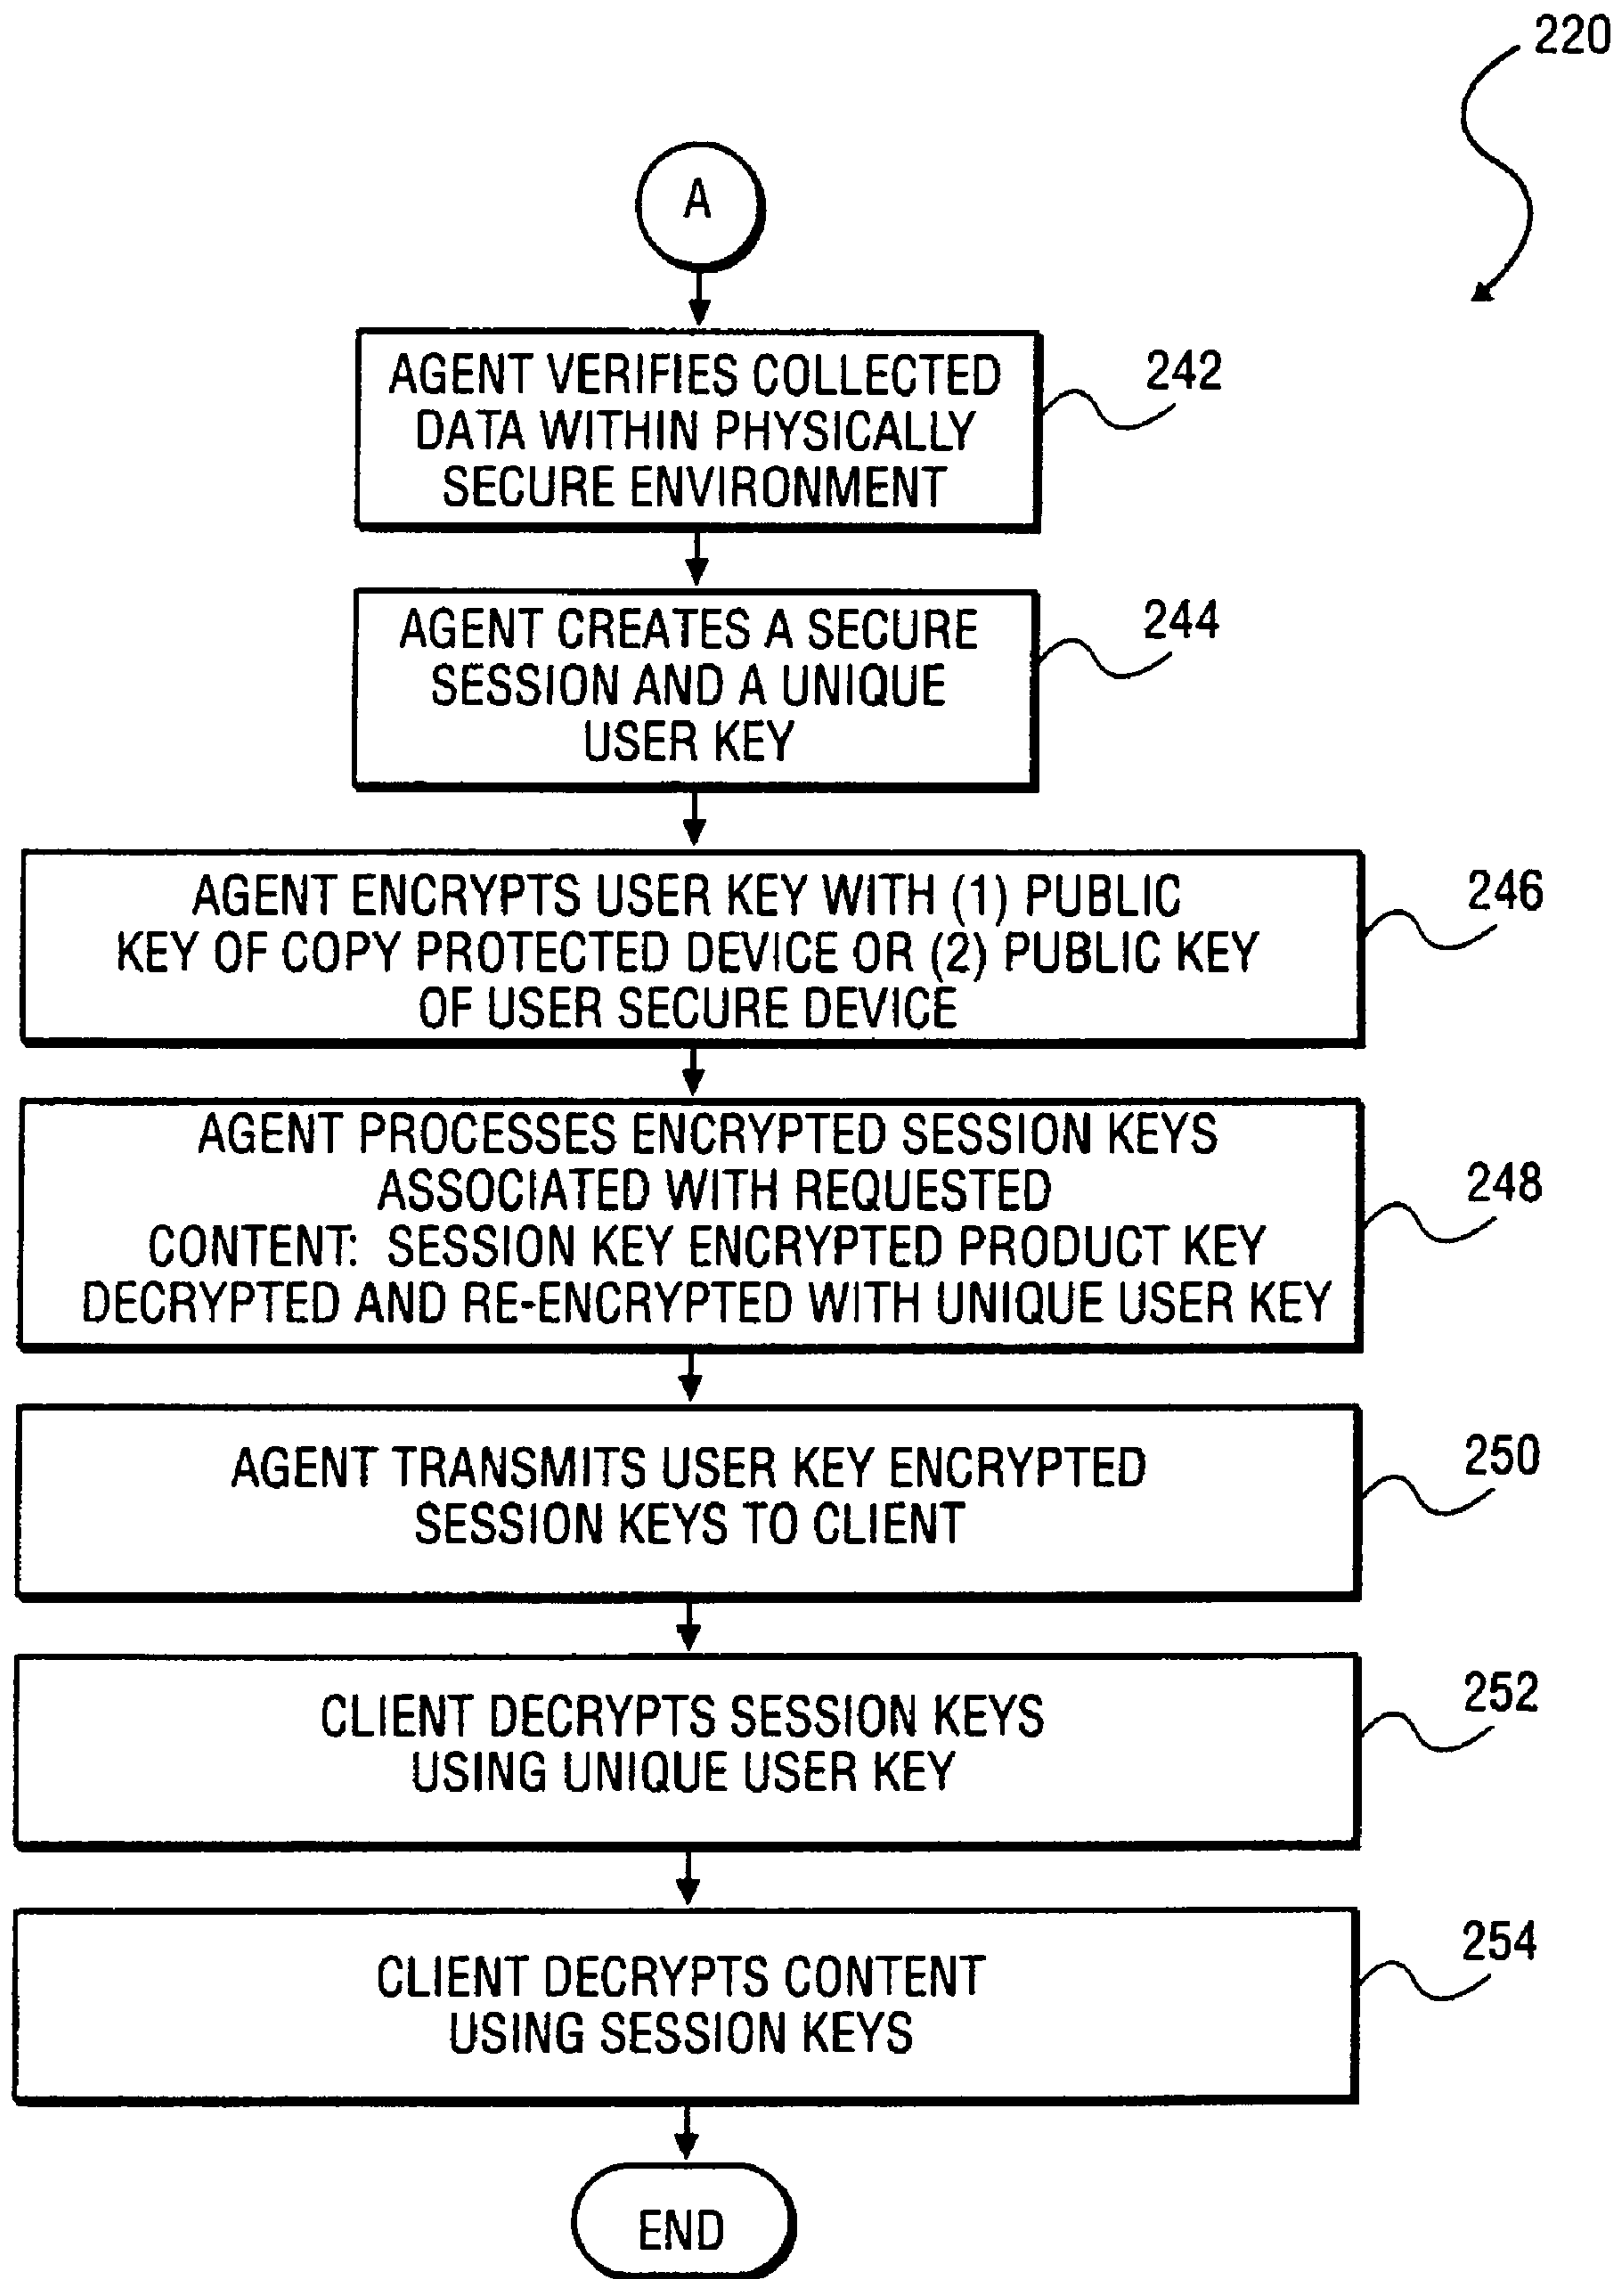 220
A
AGENT VERIFIES COLLECTED
DATA WITHIN PHYSICALLY
SECURE ENVIRONMENT
242
AGENT CREATES A SECURE
SESSION AND A UNIQUE
USER KEY
244
AGENT ENCRYPTS USER KEY WITH (1) PUBLIC
KEY OF COPY PROTECTED DEVICE OR (2) PUBLIC KEY
OF USER SECURE DEVICE
246
AGENT PROCESSES ENCRYPTED SESSION KEYS
ASSOCIATED WITH REQUESTED
CONTENT: SESSION KEY ENCRYPTED PRODUCT KEY
DECRYPTED AND RE-ENCRYPTED WITH UNIQUE USER KEY
248
AGENT TRANSMITS USER KEY ENCRYPTED
SESSION KEYS TO CLIENT
250
CLIENT DECRYPTS SESSION KEYS
USING UNIQUE USER KEY
252
CLIENT DECRYPTS CONTENT
USING SESSION KEYS
254
END